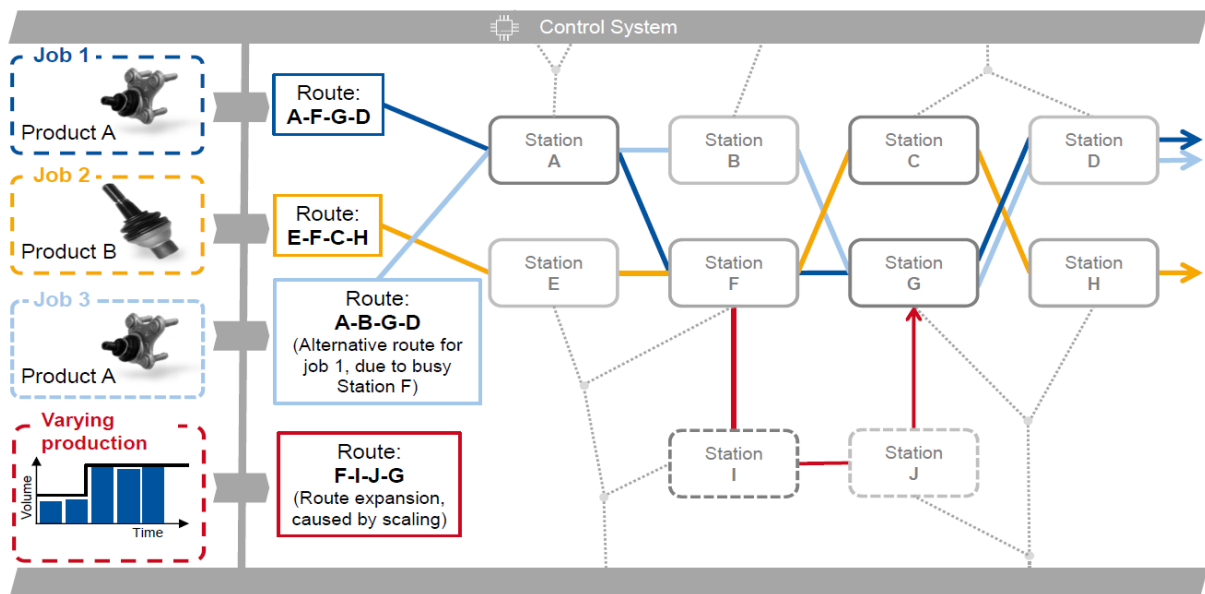 Control System
Job 1
Product A
Route:
A-F-G-D
Job 2
Product B
Route:
E-F-C-H
Job 3
Product A
Route:
A-B-G-D
(Alternative route for
job 1, due to busy
Station F)
Varying
production
Volume
Time
Route:
F-I-J-G
(Route expansion,
caused by scaling)
Station
A
Station
B
Station
C
Station
D
Station
E
Station
F
Station
G
Station
H
Station
I
Station
J